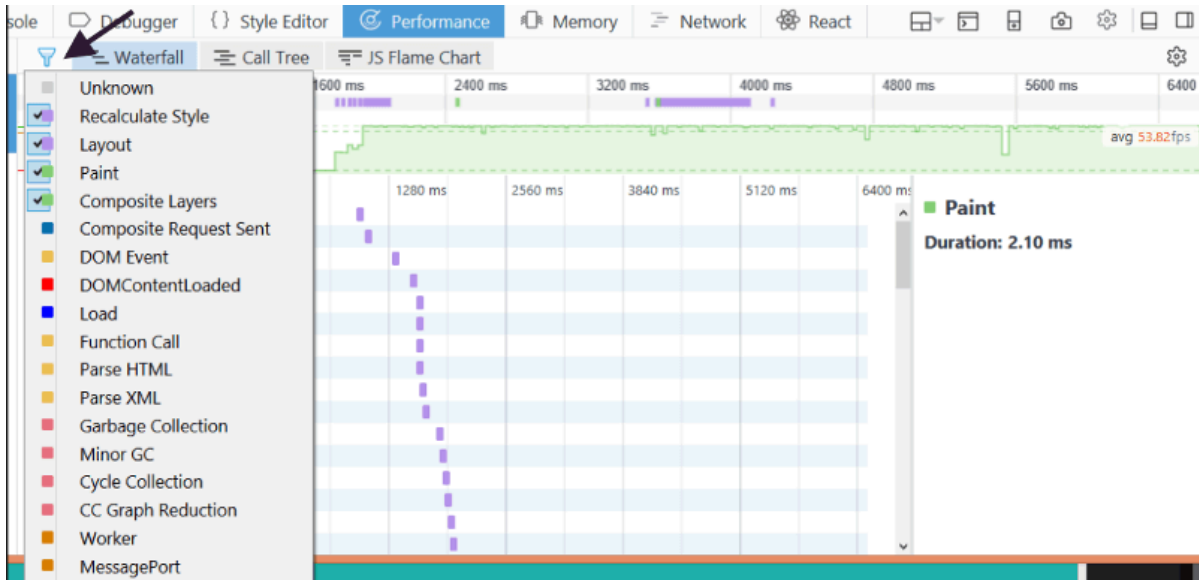 sole Debugger { } Style Editor Performance Memory Network React
Waterfall Call Tree JS Flame Chart
1600 ms 2400 ms 3200 ms 4000 ms 4800 ms 5600 ms 6400
avg 53.82fps
1280 ms 2560 ms 3840 ms 5120 ms 6400 ms
Unknown
Recalculate Style
Layout
Paint
Composite Layers
Composite Request Sent
DOM Event
DOMContentLoaded
Load
Function Call
Parse HTML
Parse XML
Garbage Collection
Minor GC
Cycle Collection
CC Graph Reduction
Worker
MessagePort
Paint
Duration: 2.10 ms